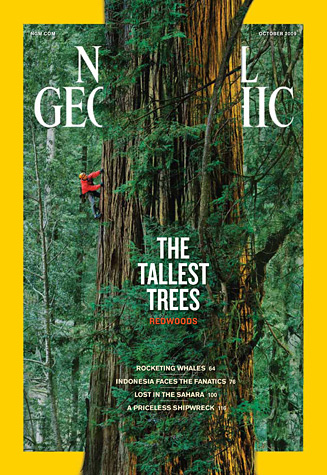 NGM.COM
OCTOBER 2009
N L
GEO HIC
THE
TALLEST
TREES
REDWOODS
ROCKETING WHALES 64
INDONESIA FACES THE FANATICS 76
LOST IN THE SAHARA 100
A PRICELESS SHIPWRECK 116